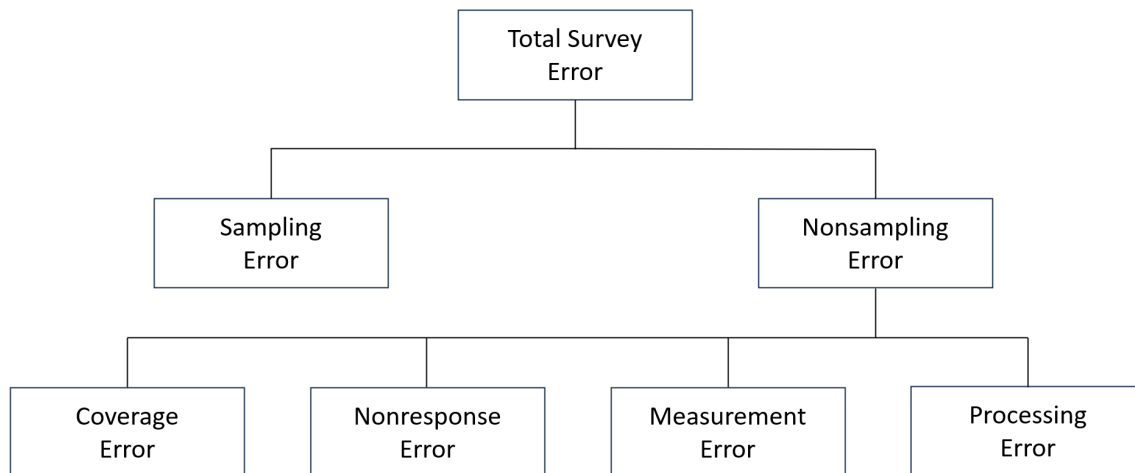 Total Survey
Error
Sampling
Error
Nonsampling
Error
Coverage
Error
Nonresponse
Error
Measurement
Error
Processing
Error